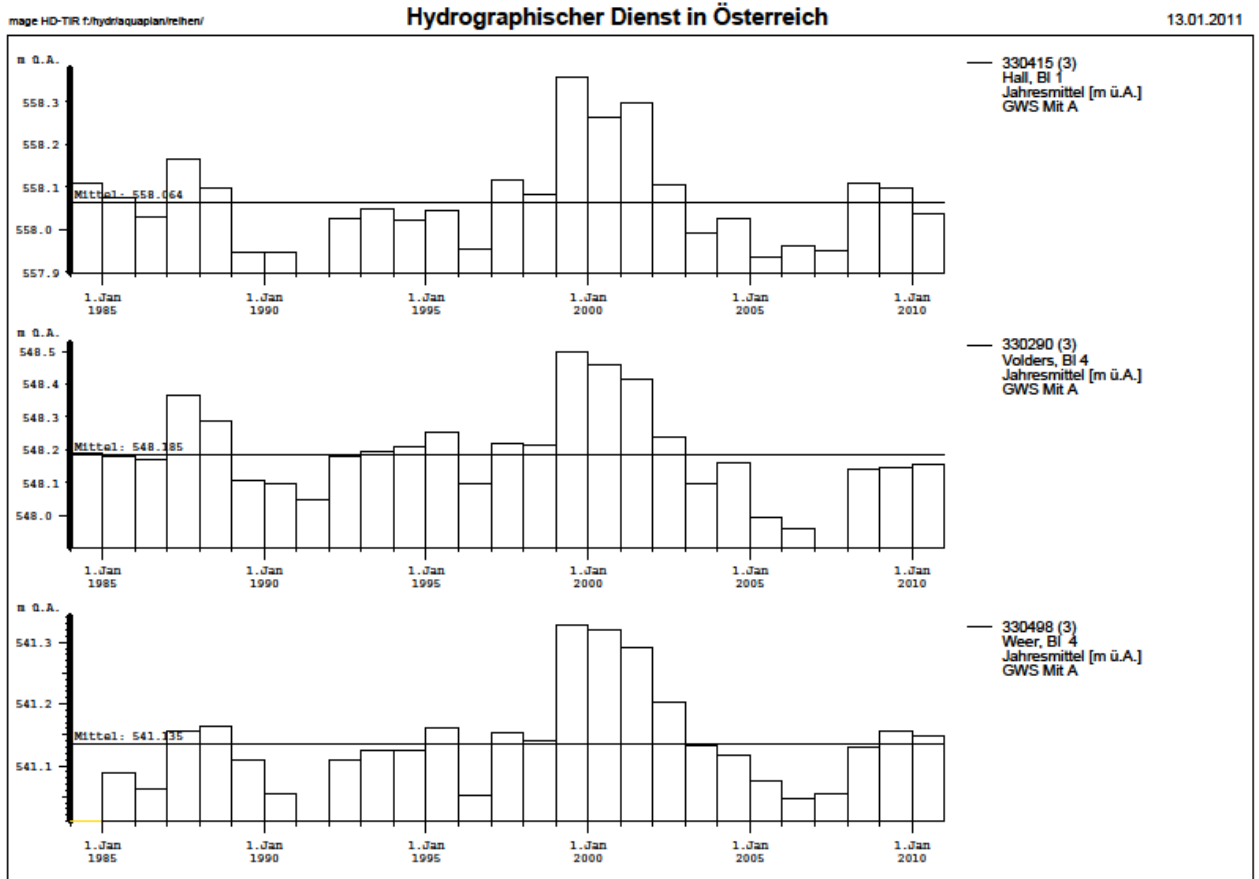 mage HD-TIR f:/hydr/aquaplan/reihen/
Hydrographischer Dienst in Österreich
13.01.2011
m ü.A.
558.3
558.2
558.1
558.0
557.9
Mittel: 558.064
1.Jan 1.Jan 1.Jan 1.Jan 1.Jan 1.Jan
1985 1990 1995 2000 2005 2010
330415 (3)
Hall, Bl 1
Jahresmittel [m ü.A.]
GWS Mit A
m ü.A.
548.5
548.4
548.3
548.2
548.1
548.0
Mittel: 548.185
1.Jan 1.Jan 1.Jan 1.Jan 1.Jan 1.Jan
1985 1990 1995 2000 2005 2010
330290 (3)
Volders, Bl 4
Jahresmittel [m ü.A.]
GWS Mit A
m ü.A.
541.3
541.2
541.1
Mittel: 541.135
1.Jan 1.Jan 1.Jan 1.Jan 1.Jan 1.Jan
1985 1990 1995 2000 2005 2010
330498 (3)
Weer, Bl 4
Jahresmittel [m ü.A.]
GWS Mit A